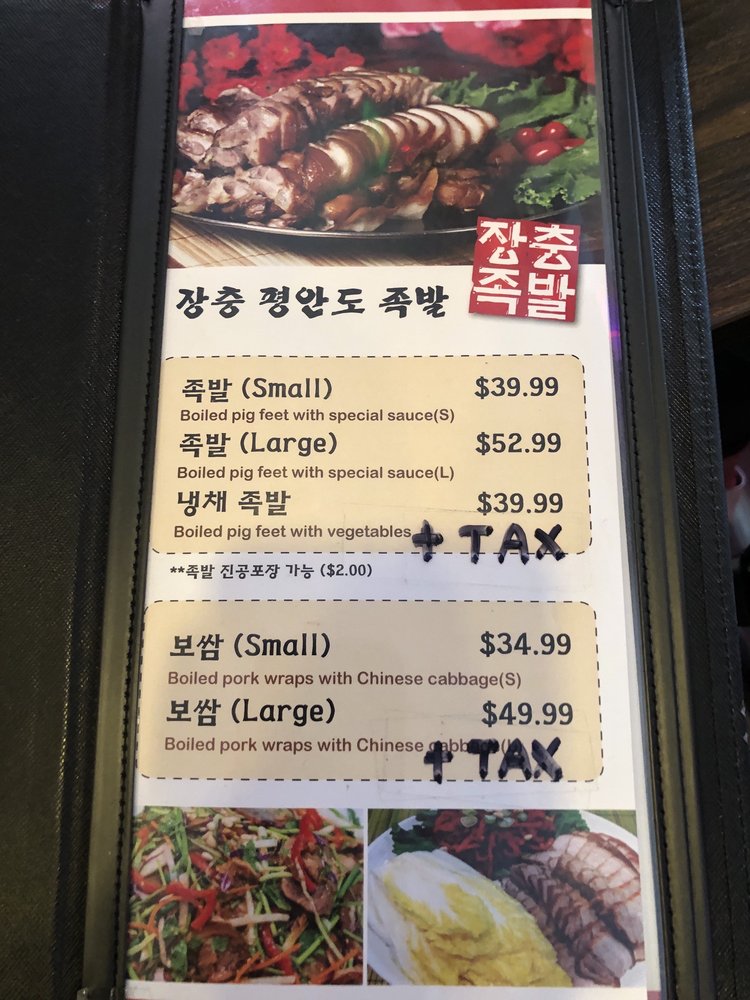 장충
족발
장충 평안도 족발
족발 (Small) $39.99
Boiled pig feet with special sauce(S)
족발 (Large) $52.99
Boiled pig feet with special sauce(L)
냉채 족발 $39.99
Boiled pig feet with vegetables
+ TAX
**족발 진공포장 가능 ($2.00)
보쌈 (Small) $34.99
Boiled pork wraps with Chinese cabbage(S)
보쌈 (Large) $49.99
Boiled pork wraps with Chinese
+ TAX